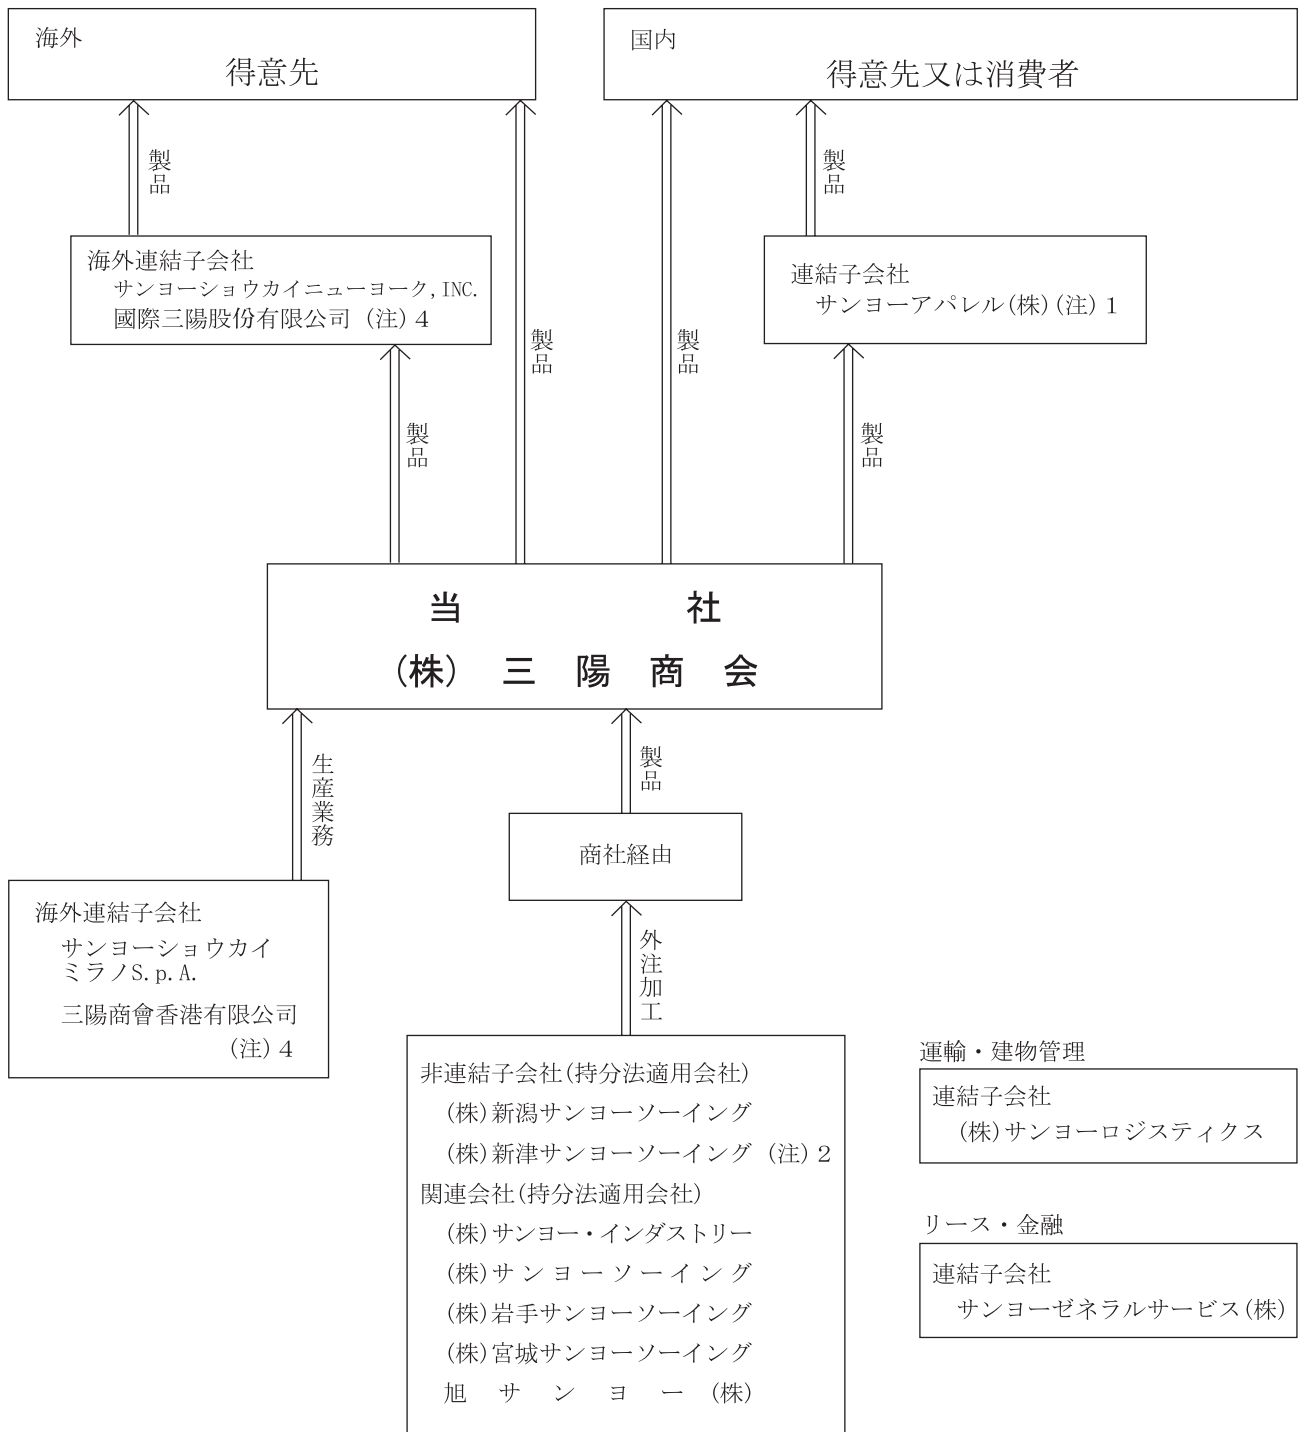 海外
得意先
国内
得意先又は消費者
製品
製品
海外連結子会社
サンヨーショウカイニューヨーク,INC.
國際三陽股份有限公司 (注)4
連結子会社
サンヨーアパレル(株)(注)1
製品
製品
製品
製品
当社
(株) 三陽商会
生産業務
製品
商社経由
海外連結子会社
サンヨーショウカイ
ミラノS.p.A.
三陽商會香港有限公司
(注)4
外注加工
非連結子会社(持分法適用会社)
(株)新潟サンヨーソーイング
(株)新津サンヨーソーイング (注)2
関連会社(持分法適用会社)
(株)サンヨー・インダストリー
(株)サンヨーソーイング
(株)岩手サンヨーソーイング
(株)宮城サンヨーソーイング
旭サンヨー(株)
運輸・建物管理
連結子会社
(株)サンヨーロジスティクス
リース・金融
連結子会社
サンヨーゼネラルサービス(株)